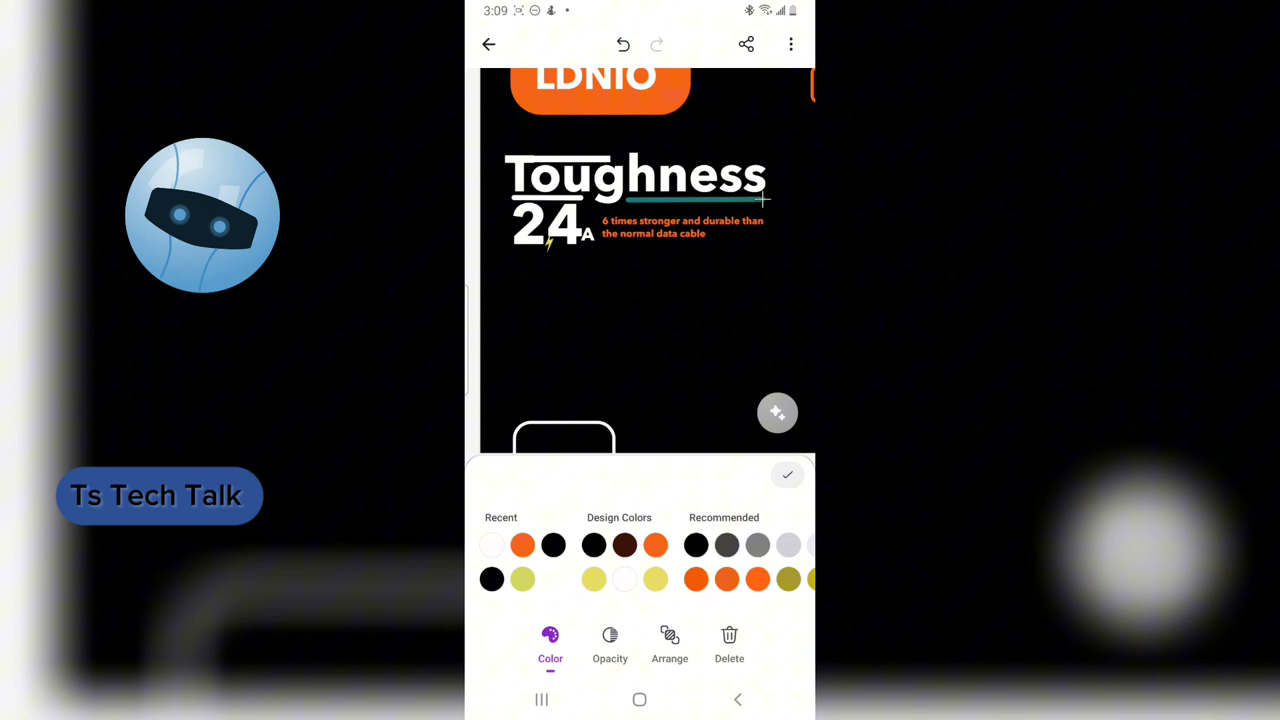 3:09
LDNIO
Toughness
24A
6 times stronger and durable than
the normal data cable
Ts Tech Talk
Recent
Design Colors
Recommended
Color
Opacity
Arrange
Delete